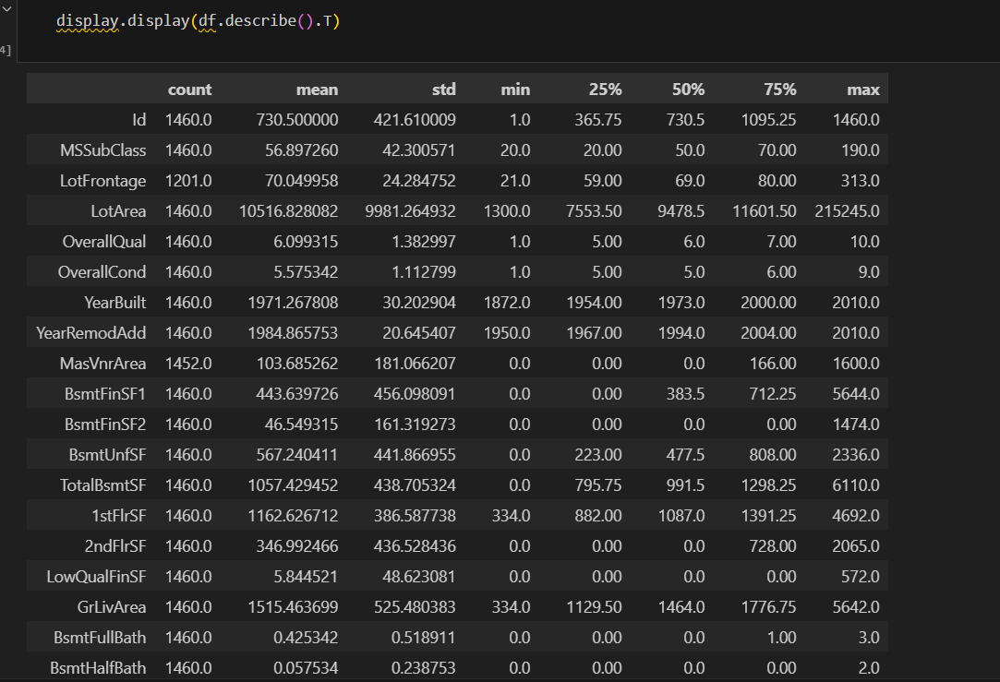 display.display(df.describe().T)
4]
count mean std min 25% 50% 75% max
Id 1460.0 730.500000 421.610009 1.0 365.75 730.5 1095.25 1460.0
MSSubClass 1460.0 56.897260 42.300571 20.0 20.00 50.0 70.00 190.0
LotFrontage 1201.0 70.049958 24.284752 21.0 59.00 69.0 80.00 313.0
LotArea 1460.0 10516.828082 9981.264932 1300.0 7553.50 9478.5 11601.50 215245.0
OverallQual 1460.0 6.099315 1.382997 1.0 5.00 6.0 7.00 10.0
OverallCond 1460.0 5.575342 1.112799 1.0 5.00 5.0 6.00 9.0
YearBuilt 1460.0 1971.267808 30.202904 1872.0 1954.00 1973.0 2000.00 2010.0
YearRemodAdd 1460.0 1984.865753 20.645407 1950.0 1967.00 1994.0 2004.00 2010.0
MasVnrArea 1452.0 103.685262 181.066207 0.0 0.00 0.0 166.00 1600.0
BsmtFinSF1 1460.0 443.639726 456.098091 0.0 0.00 383.5 712.25 5644.0
BsmtFinSF2 1460.0 46.549315 161.319273 0.0 0.00 0.0 0.00 1474.0
BsmtUnfSF 1460.0 567.240411 441.866955 0.0 223.00 477.5 808.00 2336.0
TotalBsmtSF 1460.0 1057.429452 438.705324 0.0 795.75 991.5 1298.25 6110.0
1stFlrSF 1460.0 1162.626712 386.587738 334.0 882.00 1087.0 1391.25 4692.0
2ndFlrSF 1460.0 346.992466 436.528436 0.0 0.00 0.0 728.00 2065.0
LowQualFinSF 1460.0 5.844521 48.623081 0.0 0.00 0.0 0.00 572.0
GrLivArea 1460.0 1515.463699 525.480383 334.0 1129.50 1464.0 1776.75 5642.0
BsmtFullBath 1460.0 0.425342 0.518911 0.0 0.00 0.0 1.00 3.0
BsmtHalfBath 1460.0 0.057534 0.238753 0.0 0.00 0.0 0.00 2.0